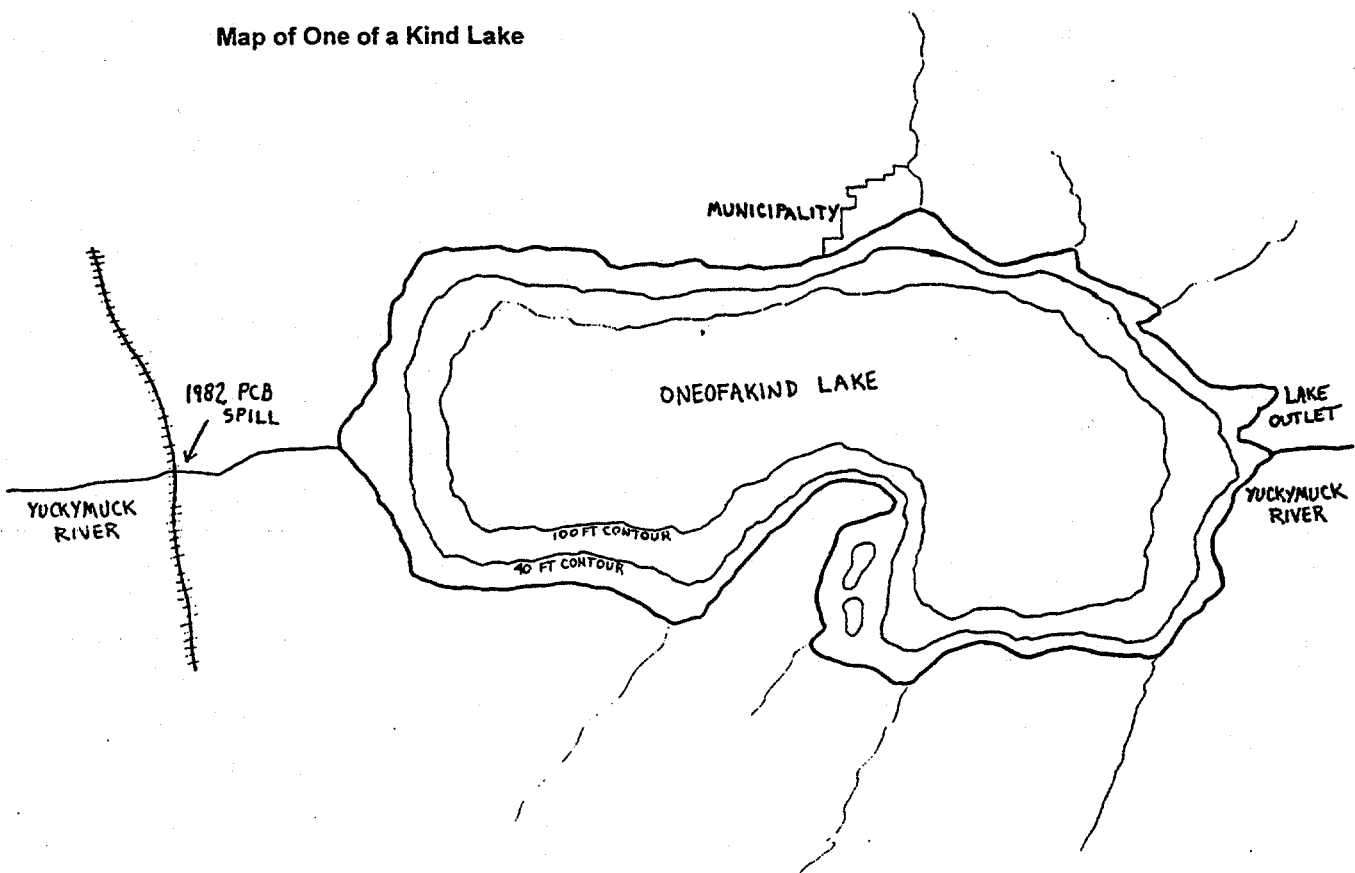 Map of One of a Kind Lake
MUNICIPALITY
1982 PCB
SPILL
ONEOFAKIND LAKE
LAKE
OUTLET
YUCKYMUCK
RIVER
YUCKYMUCK
RIVER
100 FT CONTOUR
40 FT CONTOUR